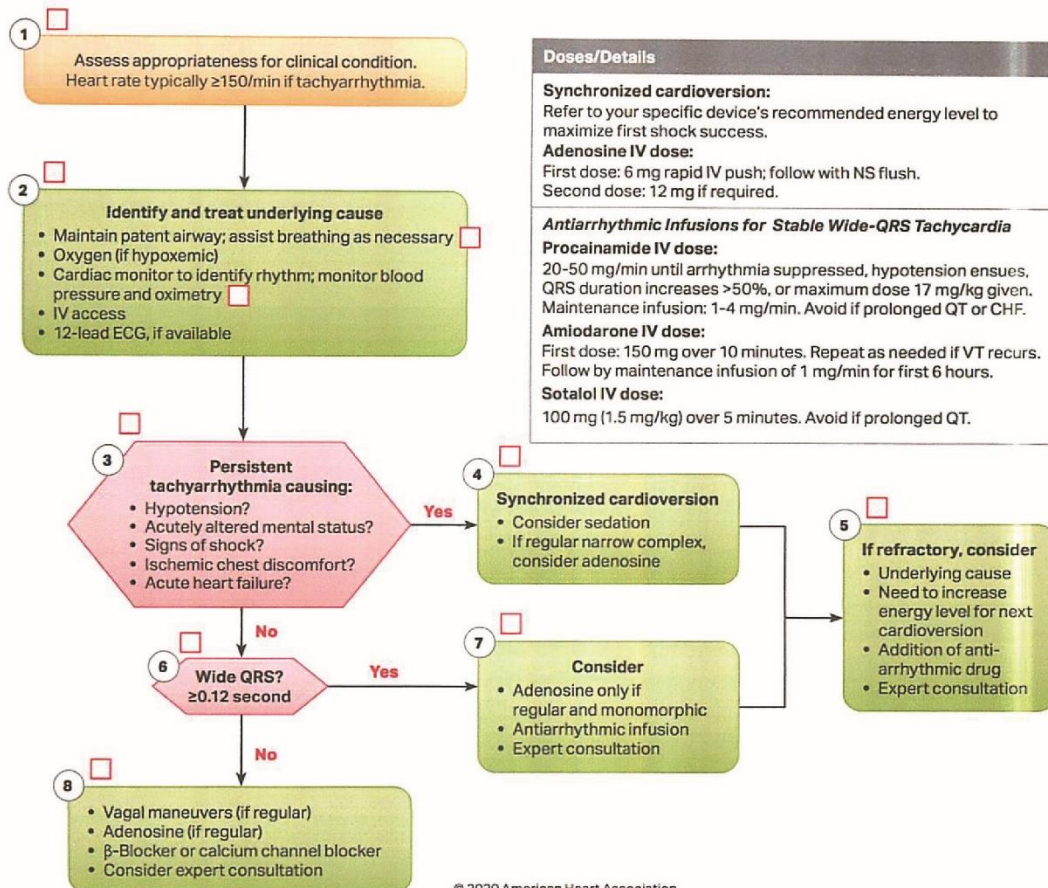 1
Assess appropriateness for clinical condition.
Heart rate typically ≥150/min if tachyarrhythmia.
2
Identify and treat underlying cause
• Maintain patent airway; assist breathing as necessary
• Oxygen (if hypoxemic)
• Cardiac monitor to identify rhythm; monitor blood
pressure and oximetry
• IV access
• 12-lead ECG, if available
3
Persistent
tachyarrhythmia causing:
• Hypotension?
• Acutely altered mental status?
• Signs of shock?
• Ischemic chest discomfort?
• Acute heart failure?
Yes
4
Synchronized cardioversion
• Consider sedation
• If regular narrow complex,
consider adenosine
5
If refractory, consider
• Underlying cause
• Need to increase
energy level for next
cardioversion
• Addition of anti-
arrhythmic drug
• Expert consultation
No
6
Wide QRS?
≥0.12 second
Yes
7
Consider
• Adenosine only if
regular and monomorphic
• Antiarrhythmic infusion
• Expert consultation
No
8
• Vagal maneuvers (if regular)
• Adenosine (if regular)
• β-Blocker or calcium channel blocker
• Consider expert consultation
Doses/Details
Synchronized cardioversion:
Refer to your specific device's recommended energy level to
maximize first shock success.
Adenosine IV dose:
First dose: 6 mg rapid IV push; follow with NS flush.
Second dose: 12 mg if required.
Antiarrhythmic Infusions for Stable Wide-QRS Tachycardia
Procainamide IV dose:
20-50 mg/min until arrhythmia suppressed, hypotension ensues,
QRS duration increases >50%, or maximum dose 17 mg/kg given.
Maintenance infusion: 1-4 mg/min. Avoid if prolonged QT or CHF.
Amiodarone IV dose:
First dose: 150 mg over 10 minutes. Repeat as needed if VT recurs.
Follow by maintenance infusion of 1 mg/min for first 6 hours.
Sotalol IV dose:
100 mg (1.5 mg/kg) over 5 minutes. Avoid if prolonged QT.
© 2020 American Heart Association